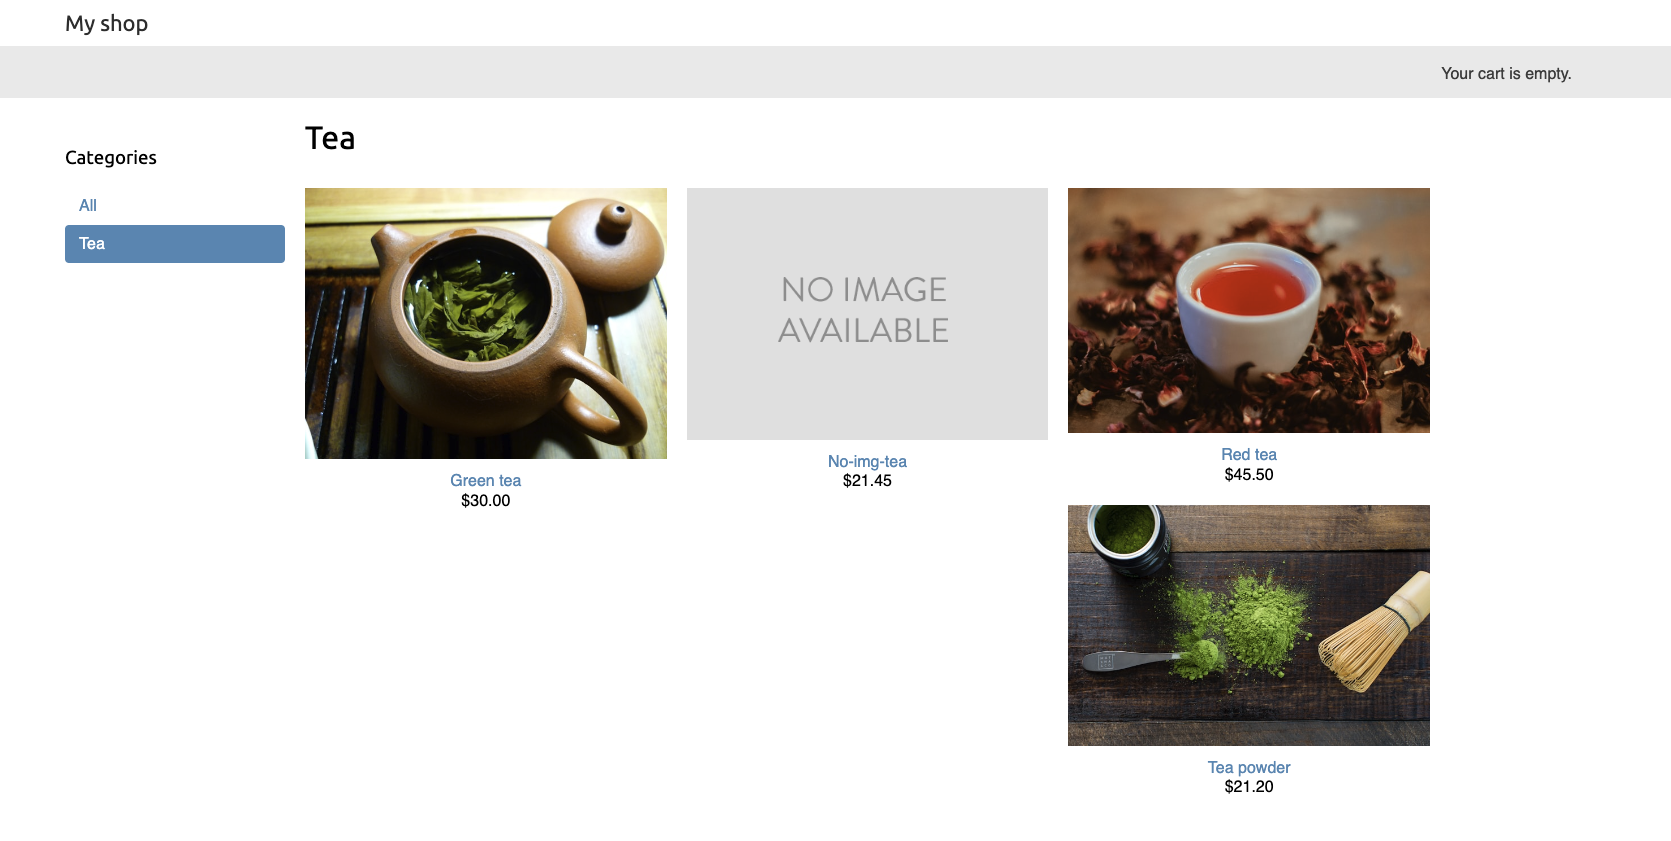 My shop
Your cart is empty.
Categories
All
Tea
Tea
NO IMAGE
AVAILABLE
Green tea
$30.00
No-img-tea
$21.45
Red tea
$45.50
Tea powder
$21.20